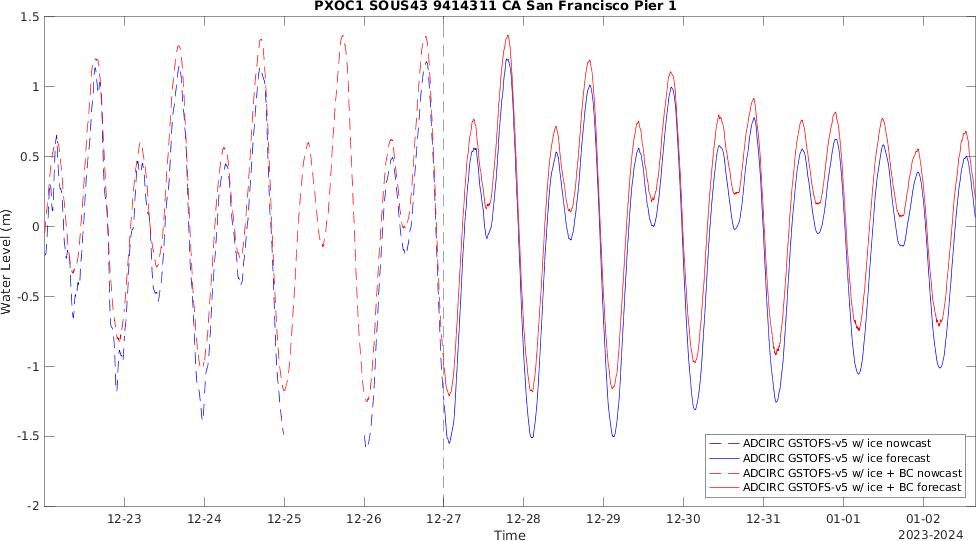 PXOC1 SOUS43 9414311 CA San Francisco Pier 1
1.5
1
0.5
0
-0.5
-1
-1.5
-2
Water Level (m)
12-23
12-24
12-25
12-26
12-27
12-28
12-29
12-30
12-31
01-01
01-02
Time
2023-2024
ADCIRC GSTOFS-v5 w/ ice nowcast
ADCIRC GSTOFS-v5 w/ ice forecast
ADCIRC GSTOFS-v5 w/ ice + BC nowcast
ADCIRC GSTOFS-v5 w/ ice + BC forecast